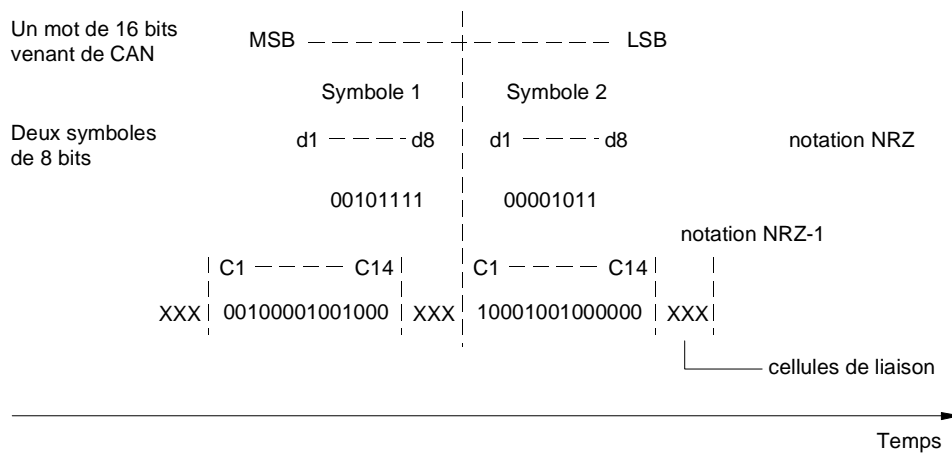 Un mot de 16 bits
venant de CAN
MSB LSB
Symbole 1 Symbole 2
Deux symboles
de 8 bits
d1 d8 d1 d8 notation NRZ
00101111 00001011
notation NRZ-1
C1 C14 C1 C14
XXX 00100001001000 XXX 10001001000000 XXX
cellules de liaison
Temps